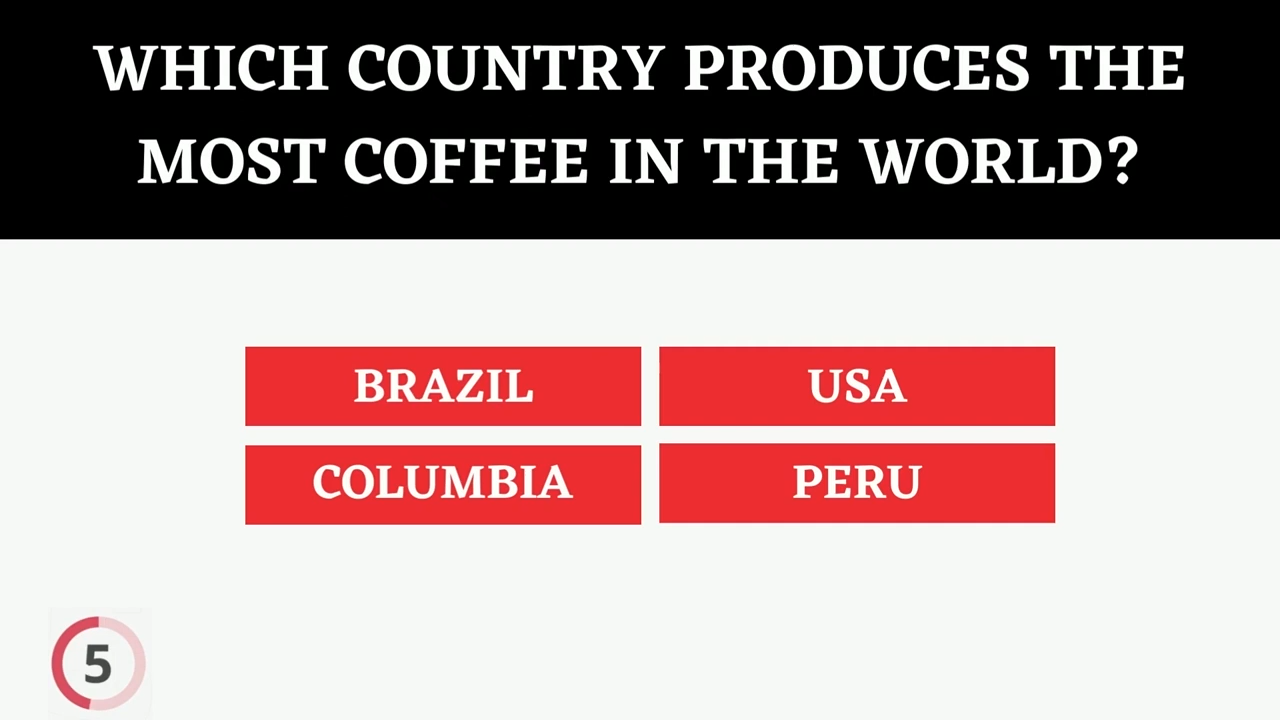 WHICH COUNTRY PRODUCES THE
MOST COFFEE IN THE WORLD?
BRAZIL
USA
COLUMBIA
PERU
5